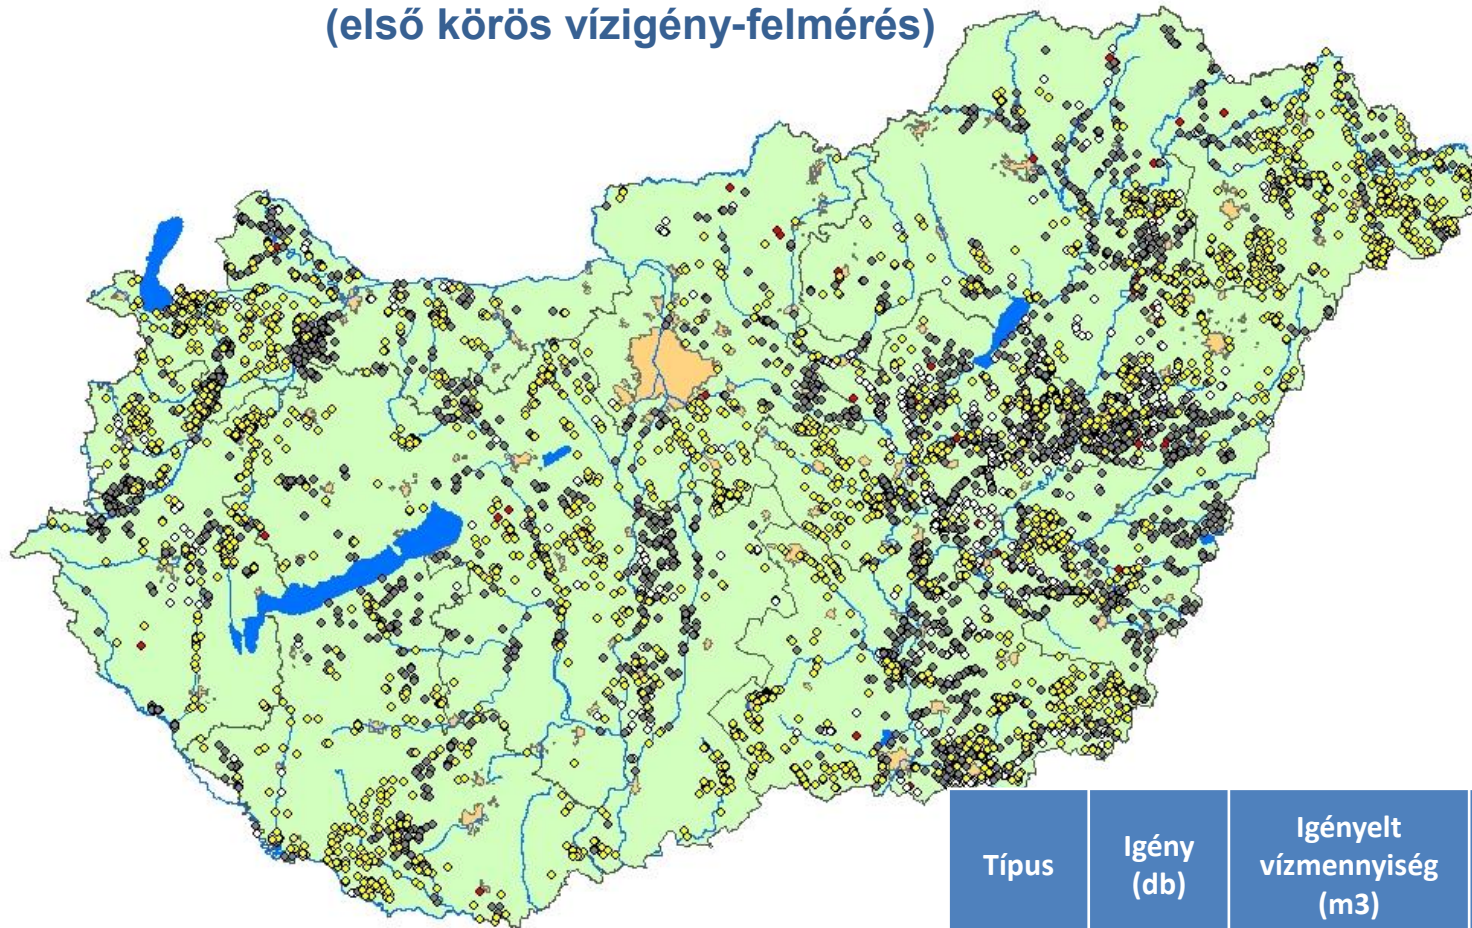 (első körös vízigény-felmérés)
Típus
Igény
(db)
Igényelt
vízmennyiség
(m3)